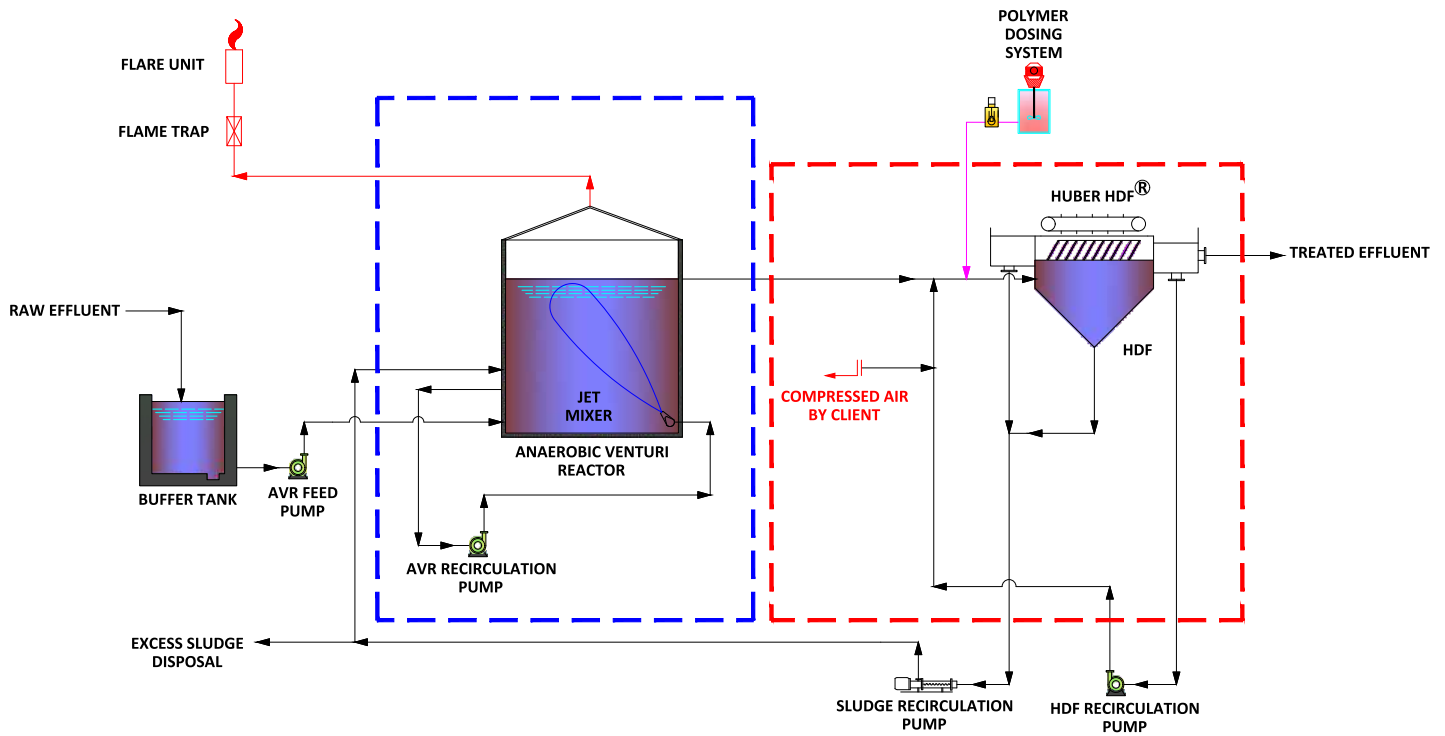 POLYMER
DOSING
SYSTEM
FLARE UNIT
FLAME TRAP
HUBER HDF®
TREATED EFFLUENT
RAW EFFLUENT
HDF
COMPRESSED AIR
BY CLIENT
JET
MIXER
ANAEROBIC VENTURI
REACTOR
BUFFER TANK
AVR FEED
PUMP
AVR RECIRCULATION
PUMP
EXCESS SLUDGE
DISPOSAL
SLUDGE RECIRCULATION
PUMP
HDF RECIRCULATION
PUMP